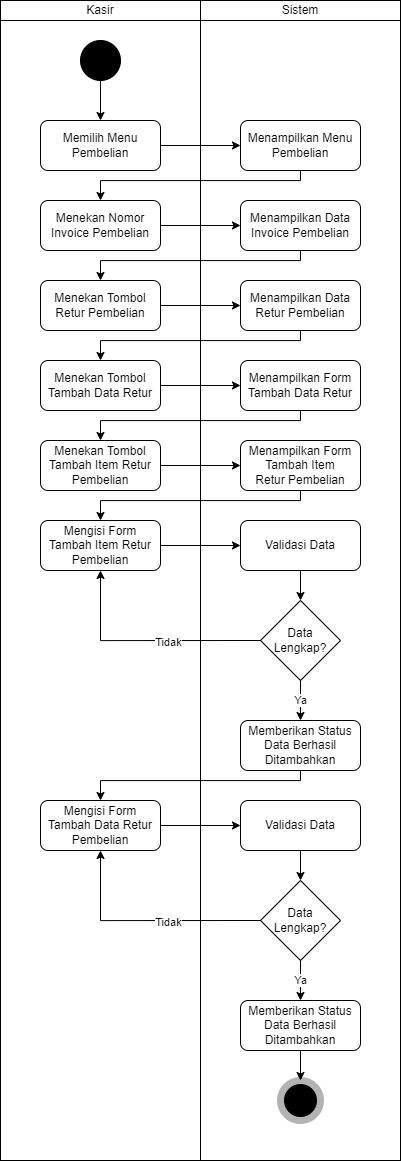 Kasir
Sistem
Memilih Menu
Pembelian
Menampilkan Menu
Pembelian
Menekan Nomor
Invoice Pembelian
Menampilkan Data
Invoice Pembelian
Menekan Tombol
Retur Pembelian
Menampilkan Data
Retur Pembelian
Menekan Tombol
Tambah Data Retur
Menampilkan Form
Tambah Data Retur
Menekan Tombol
Tambah Item Retur
Pembelian
Menampilkan Form
Tambah Item
Retur Pembelian
Mengisi Form
Tambah Item Retur
Pembelian
Validasi Data
Data
Lengkap?
Tidak
Ya
Memberikan Status
Data Berhasil
Ditambahkan
Mengisi Form
Tambah Data Retur
Pembelian
Validasi Data
Data
Lengkap?
Tidak
Ya
Memberikan Status
Data Berhasil
Ditambahkan